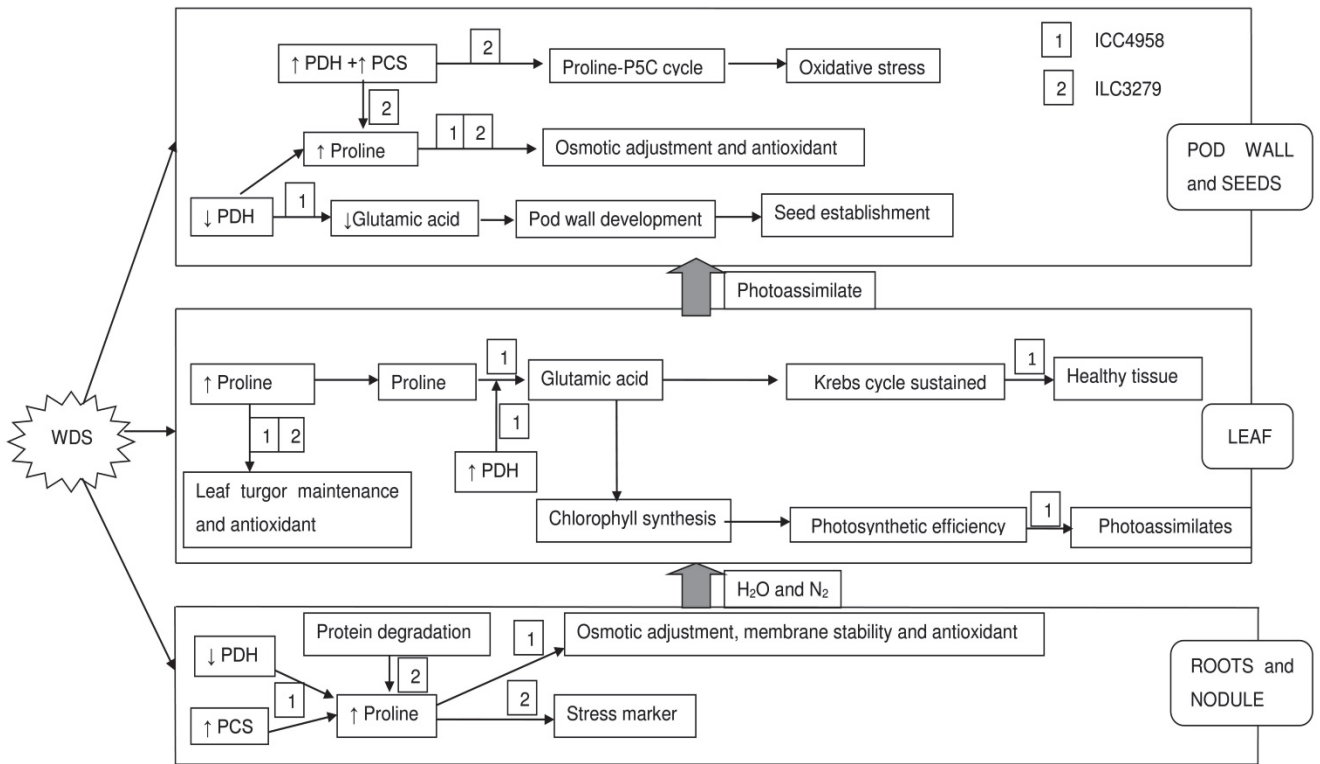 ↑ PDH +↑ PCS
2
Proline-P5C cycle
Oxidative stress
1 ICC4958
2 ILC3279
2
↑ Proline
1 2
Osmotic adjustment and antioxidant
POD WALL
and SEEDS
↓ PDH
1
↓Glutamic acid
Pod wall development
Seed establishment
Photoassimilate
WDS
↑ Proline
Proline
1
Glutamic acid
Krebs cycle sustained
1
Healthy tissue
1 2
1
↑ PDH
LEAF
Leaf turgor maintenance
and antioxidant
Chlorophyll synthesis
Photosynthetic efficiency
1
Photoassimilates
H₂O and N₂
Protein degradation
1
Osmotic adjustment, membrane stability and antioxidant
↓ PDH
2
1
↑ Proline
2
Stress marker
↑ PCS
ROOTS and
NODULE